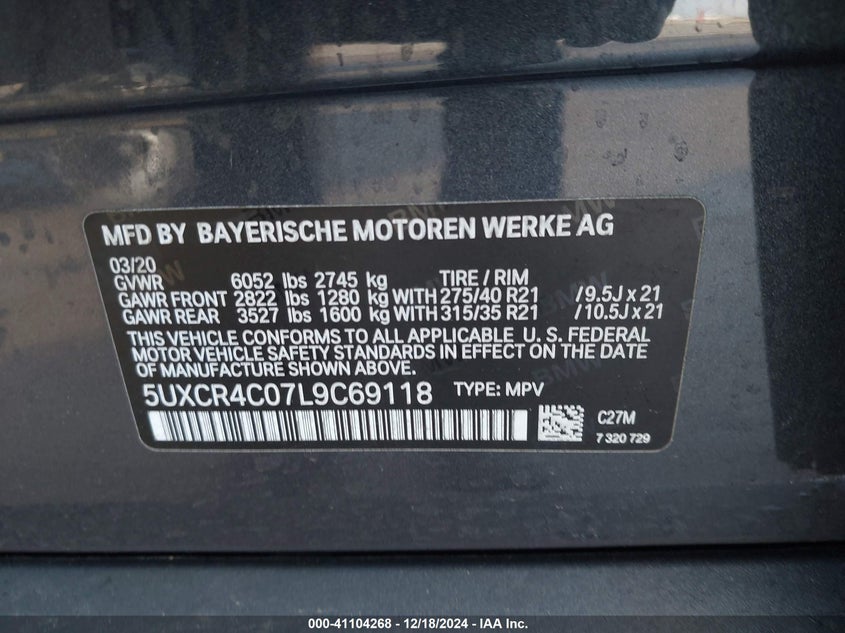 MFD BY BAYERISCHE MOTOREN WERKE AG
03/20
GVWR 6052 lbs 2745 kg TIRE / RIM
GAWR FRONT 2822 lbs 1280 kg WITH 275/40 R21 / 9.5J x 21
GAWR REAR 3527 lbs 1600 kg WITH 315/35 R21 / 10.5J x 21
THIS VEHICLE CONFORMS TO ALL APPLICABLE U. S. FEDERAL
MOTOR VEHICLE SAFETY STANDARDS IN EFFECT ON THE DATE
OF MANUFACTURE SHOWN ABOVE.
5UXCR4C07L9C69118 TYPE: MPV
C27M
7 320 729
000-41104268 - 12/18/2024 - IAA Inc.